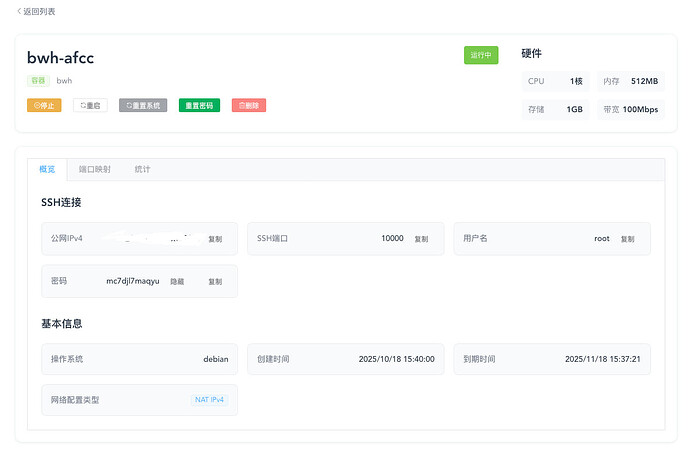 返回列表
bwh-afcc
运行中
容器 bwh
停止 重启 重置系统 重置密码 删除
硬件
CPU 1核 内存 512MB
存储 1GB 带宽 100Mbps
概览 端口映射 统计
SSH连接
公网IPv4 复制 SSH端口 10000 复制 用户名 root 复制
密码 mc7djl7maqyu 隐藏 复制
基本信息
操作系统 debian 创建时间 2025/10/18 15:40:00 到期时间 2025/11/18 15:37:21
网络配置类型 NAT IPv4